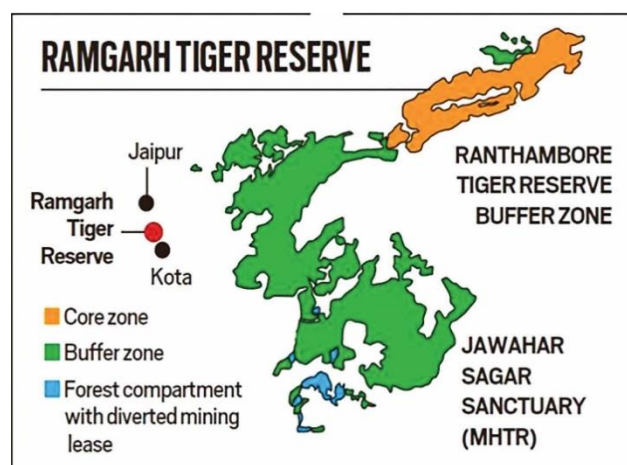 RAMGARH TIGER RESERVE
Jaipur
Ramgarh
Tiger
Reserve
Kota
RANTHAMBORE
TIGER RESERVE
BUFFER ZONE
Core zone
Buffer zone
Forest compartment
with diverted mining
lease
JAWAHAR
SAGAR
SANCTUARY
(MHTR)